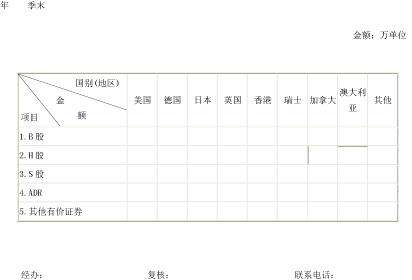 年 季末
金额：万单位
国别(地区)
金
额
项目
美国 德国 日本 英国 香港 瑞士 加拿大 澳大利亚 其他
1.B 股
2.H 股
3.S 股
4.ADR
5.其他有价证券
经办： 复核： 联系电话：